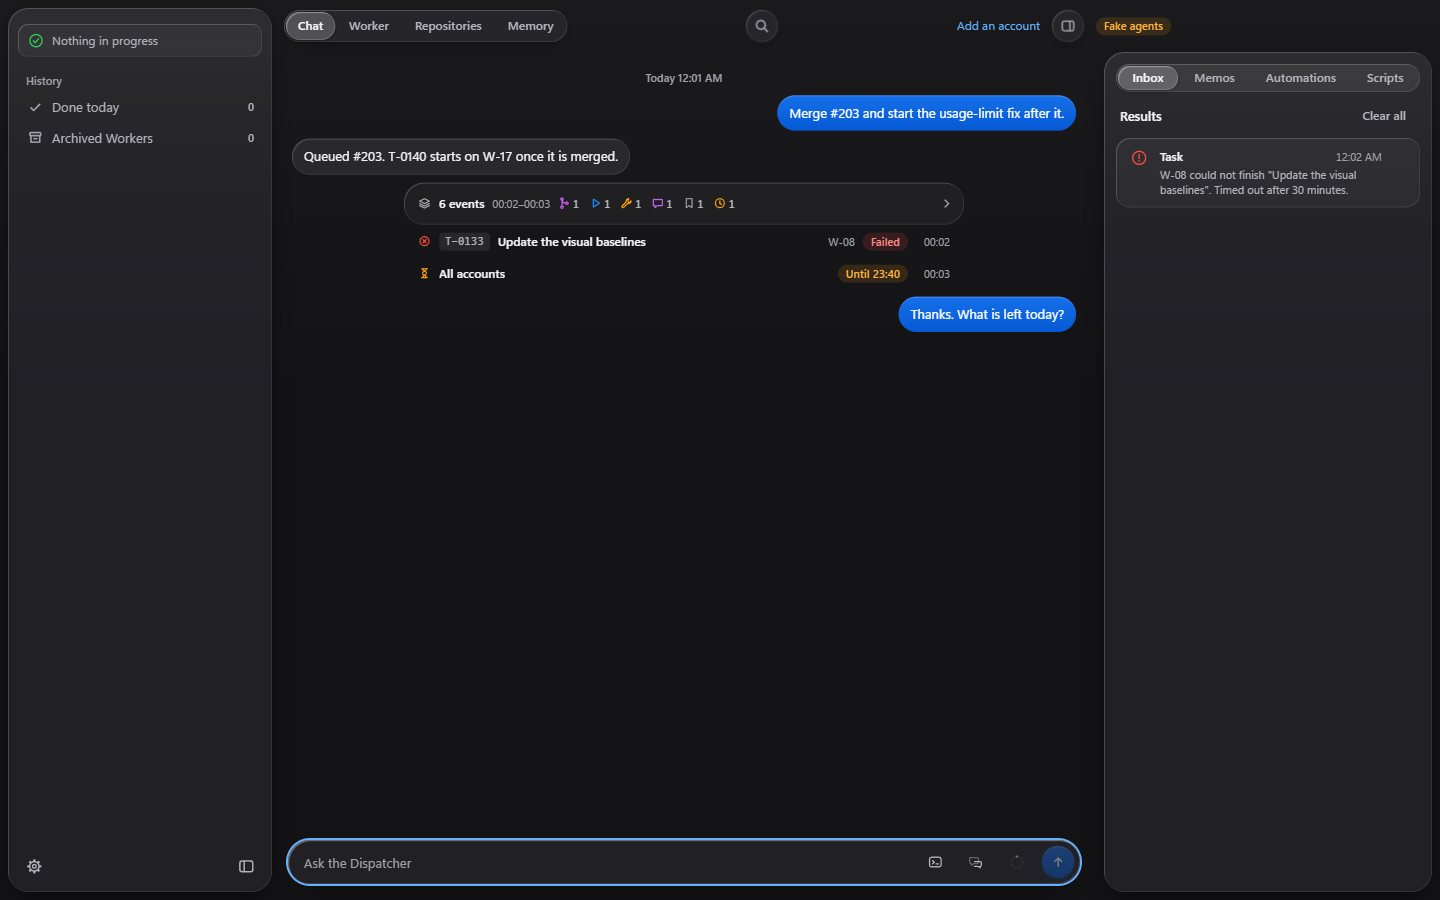 Nothing in progress
History
Done today 0
Archived Workers 0
Chat Worker Repositories Memory
Add an account
Fake agents
Today 12:01 AM
Merge #203 and start the usage-limit fix after it.
Queued #203. T-0140 starts on W-17 once it is merged.
6 events 00:02–00:03 1 1 1 1 1 1
T-0133 Update the visual baselines W-08 Failed 00:02
All accounts Until 23:40 00:03
Thanks. What is left today?
Ask the Dispatcher
Inbox Memos Automations Scripts
Results Clear all
Task 12:02 AM
W-08 could not finish "Update the visual
baselines". Timed out after 30 minutes.